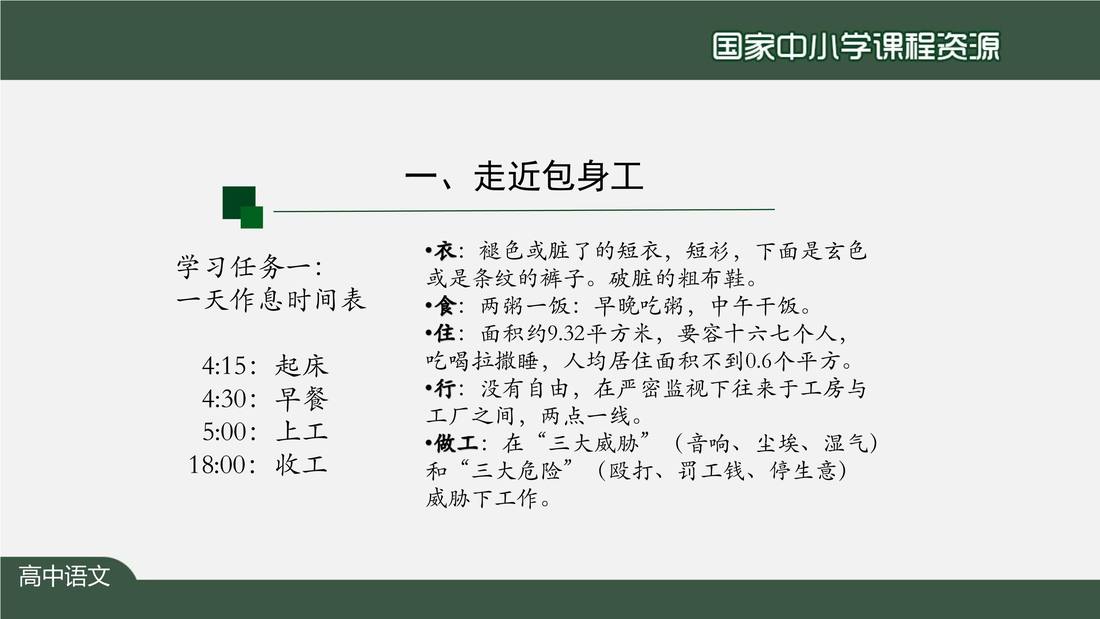 国家中小学课程资源
一、走近包身工
学习任务一：
一天作息时间表
4:15：起床
4:30：早餐
5:00：上工
18:00：收工
•衣：褪色或脏了的短衣，短衫，下面是玄色
或是条纹的裤子。破脏的粗布鞋。
•食：两粥一饭：早晚吃粥，中午干饭。
•住：面积约9.32平方米，要容十六七个人，
吃喝拉撒睡，人均居住面积不到0.6个平方。
•行：没有自由，在严密监视下往来于工房与
工厂之间，两点一线。
•做工：在“三大威胁”（音响、尘埃、湿气）
和“三大危险”（殴打、罚工钱、停生意）
威胁下工作。
高中语文